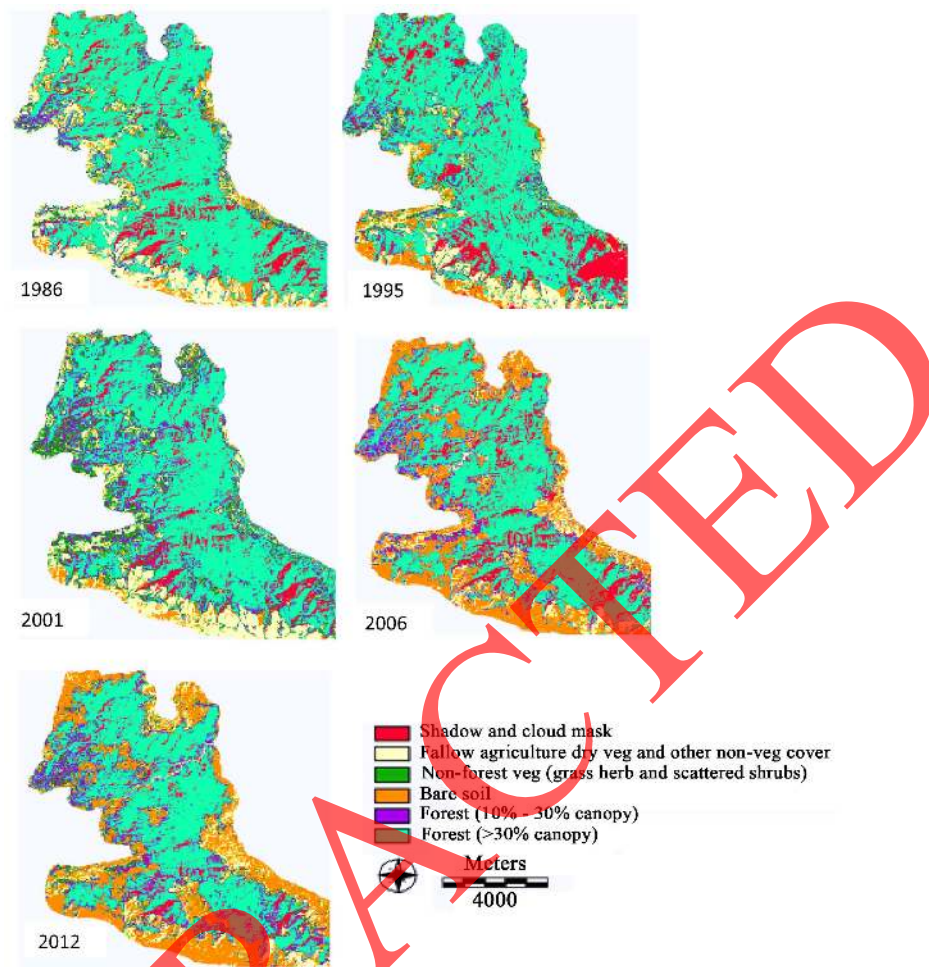 1986
1995
2001
2006
2012
Shadow and cloud mask
Fallow agriculture dry veg and other non-veg cover
Non-forest veg (grass herb and scattered shrubs)
Bare soil
Forest (10% - 30% canopy)
Forest (>30% canopy)
Meters
4000
RETRACTED